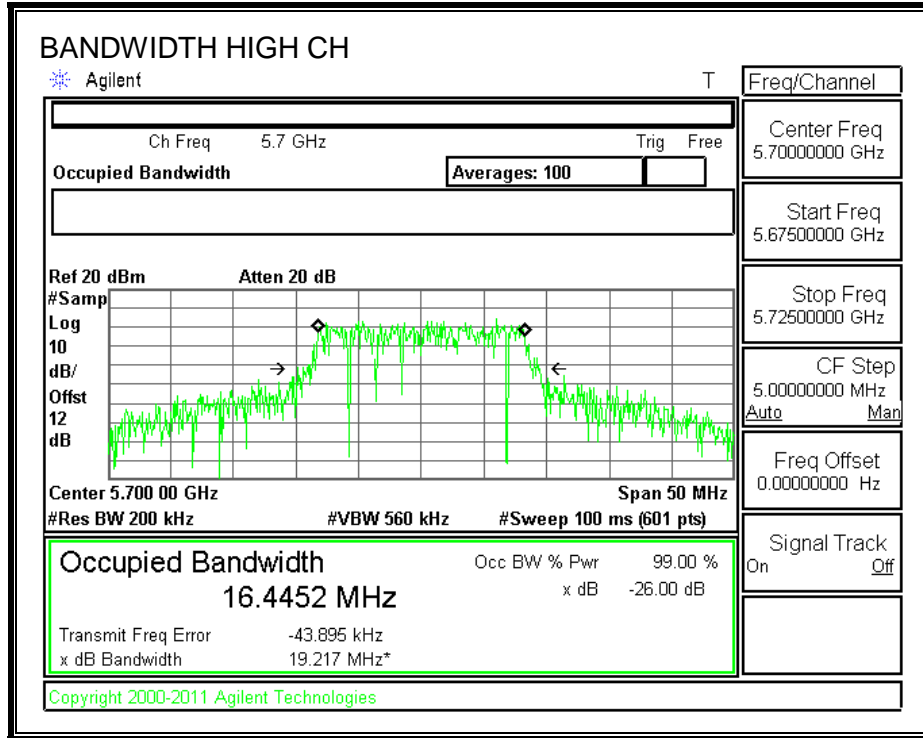 BANDWIDTH HIGH CH
Agilent T
Ch Freq 5.7 GHz Trig Free
Occupied Bandwidth Averages: 100
Ref 20 dBm Atten 20 dB
#Samp
Log
10
dB/
Offst
12
dB
Center 5.700 00 GHz Span 50 MHz
#Res BW 200 kHz #VBW 560 kHz #Sweep 100 ms (601 pts)
Occupied Bandwidth Occ BW % Pwr 99.00 %
16.4452 MHz x dB -26.00 dB
Transmit Freq Error -43.895 kHz
x dB Bandwidth 19.217 MHz*
Copyright 2000-2011 Agilent Technologies
Freq/Channel
Center Freq
5.70000000 GHz
Start Freq
5.67500000 GHz
Stop Freq
5.72500000 GHz
CF Step
5.00000000 MHz
Auto Man
Freq Offset
0.00000000 Hz
Signal Track
On Off